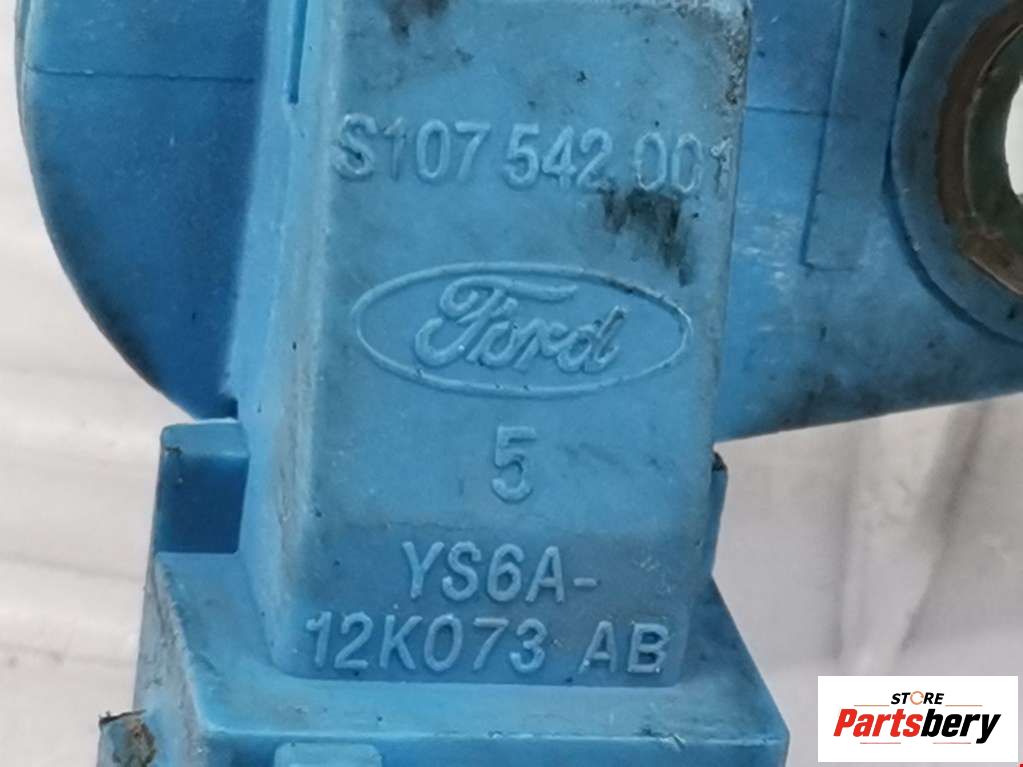 S107 542 001
Ford
5
YS6A-
12K073 AB
STORE
Partsbery